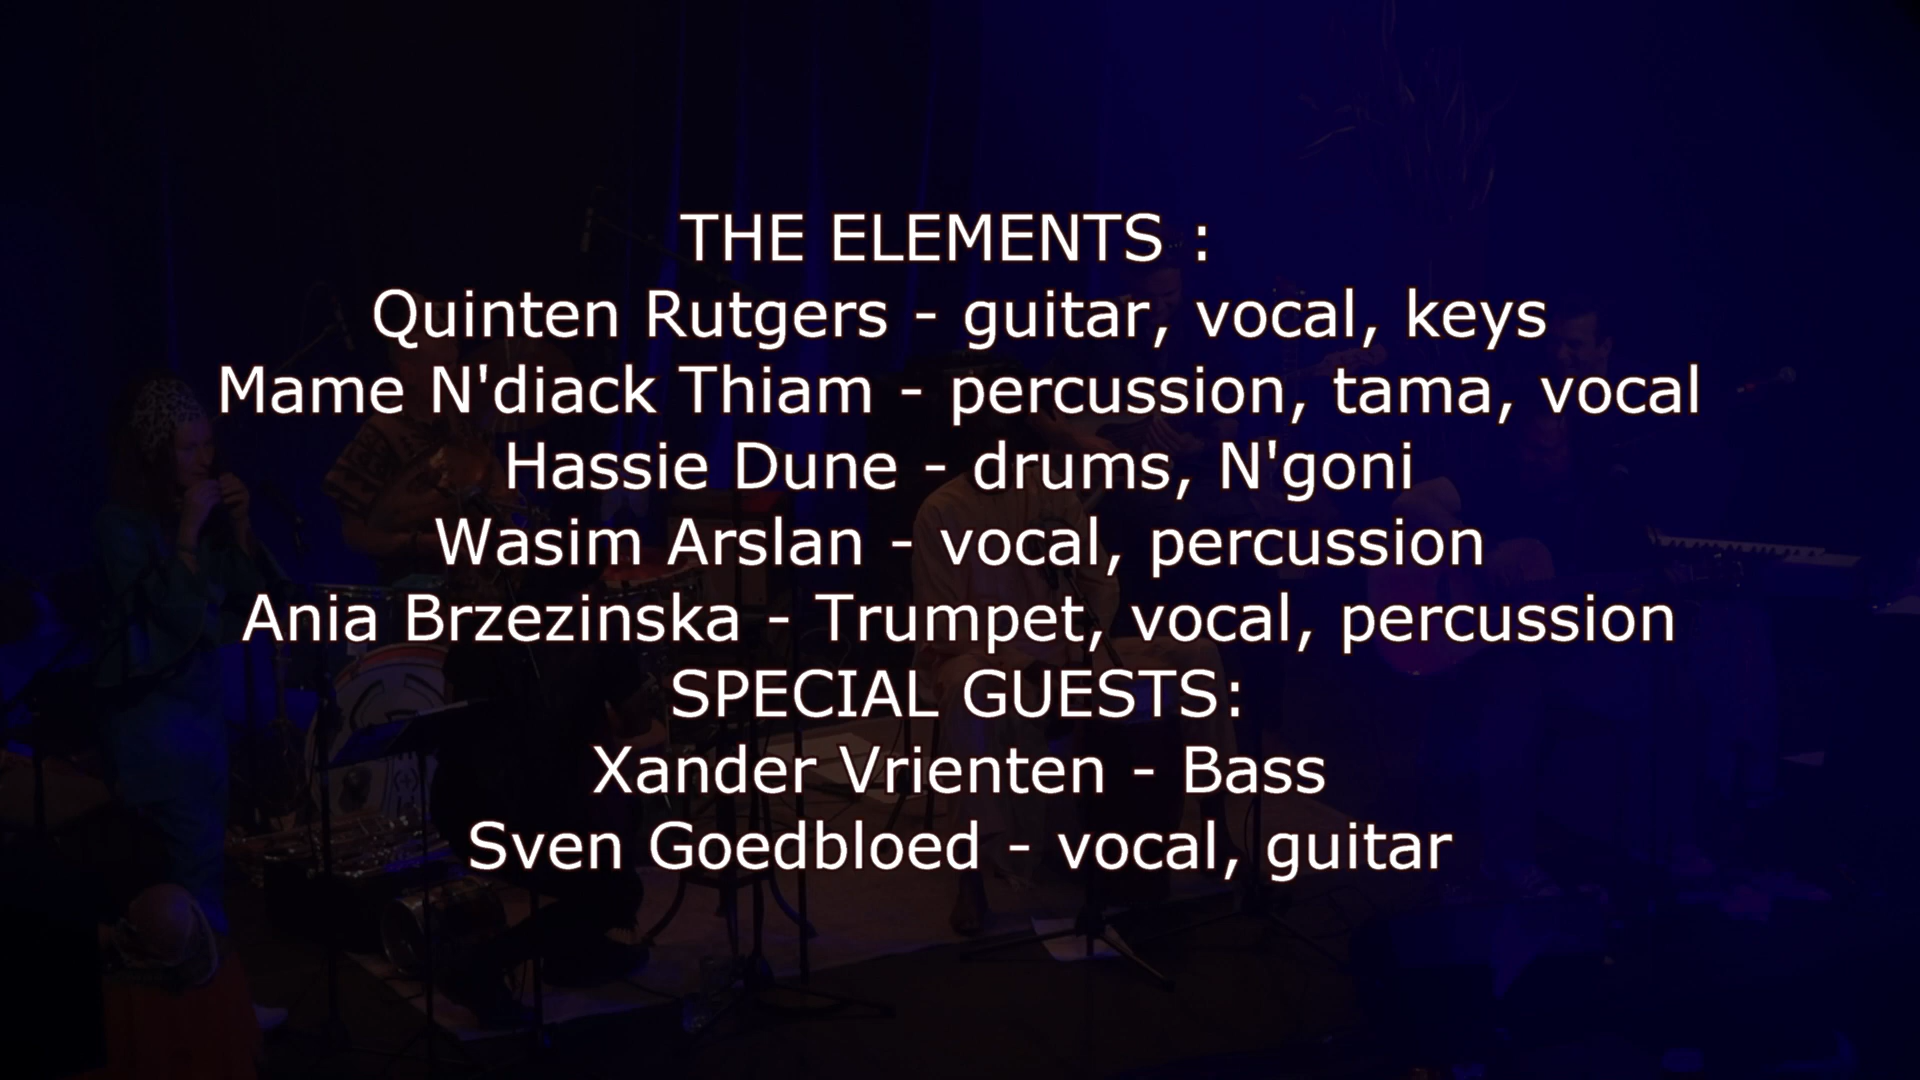 THE ELEMENTS :
Quinten Rutgers - guitar, vocal, keys
Mame N'diack Thiam - percussion, tama, vocal
Hassie Dune - drums, N'goni
Wasim Arslan - vocal, percussion
Ania Brzezinska - Trumpet, vocal, percussion
SPECIAL GUESTS:
Xander Vrienten - Bass
Sven Goedbloed - vocal, guitar